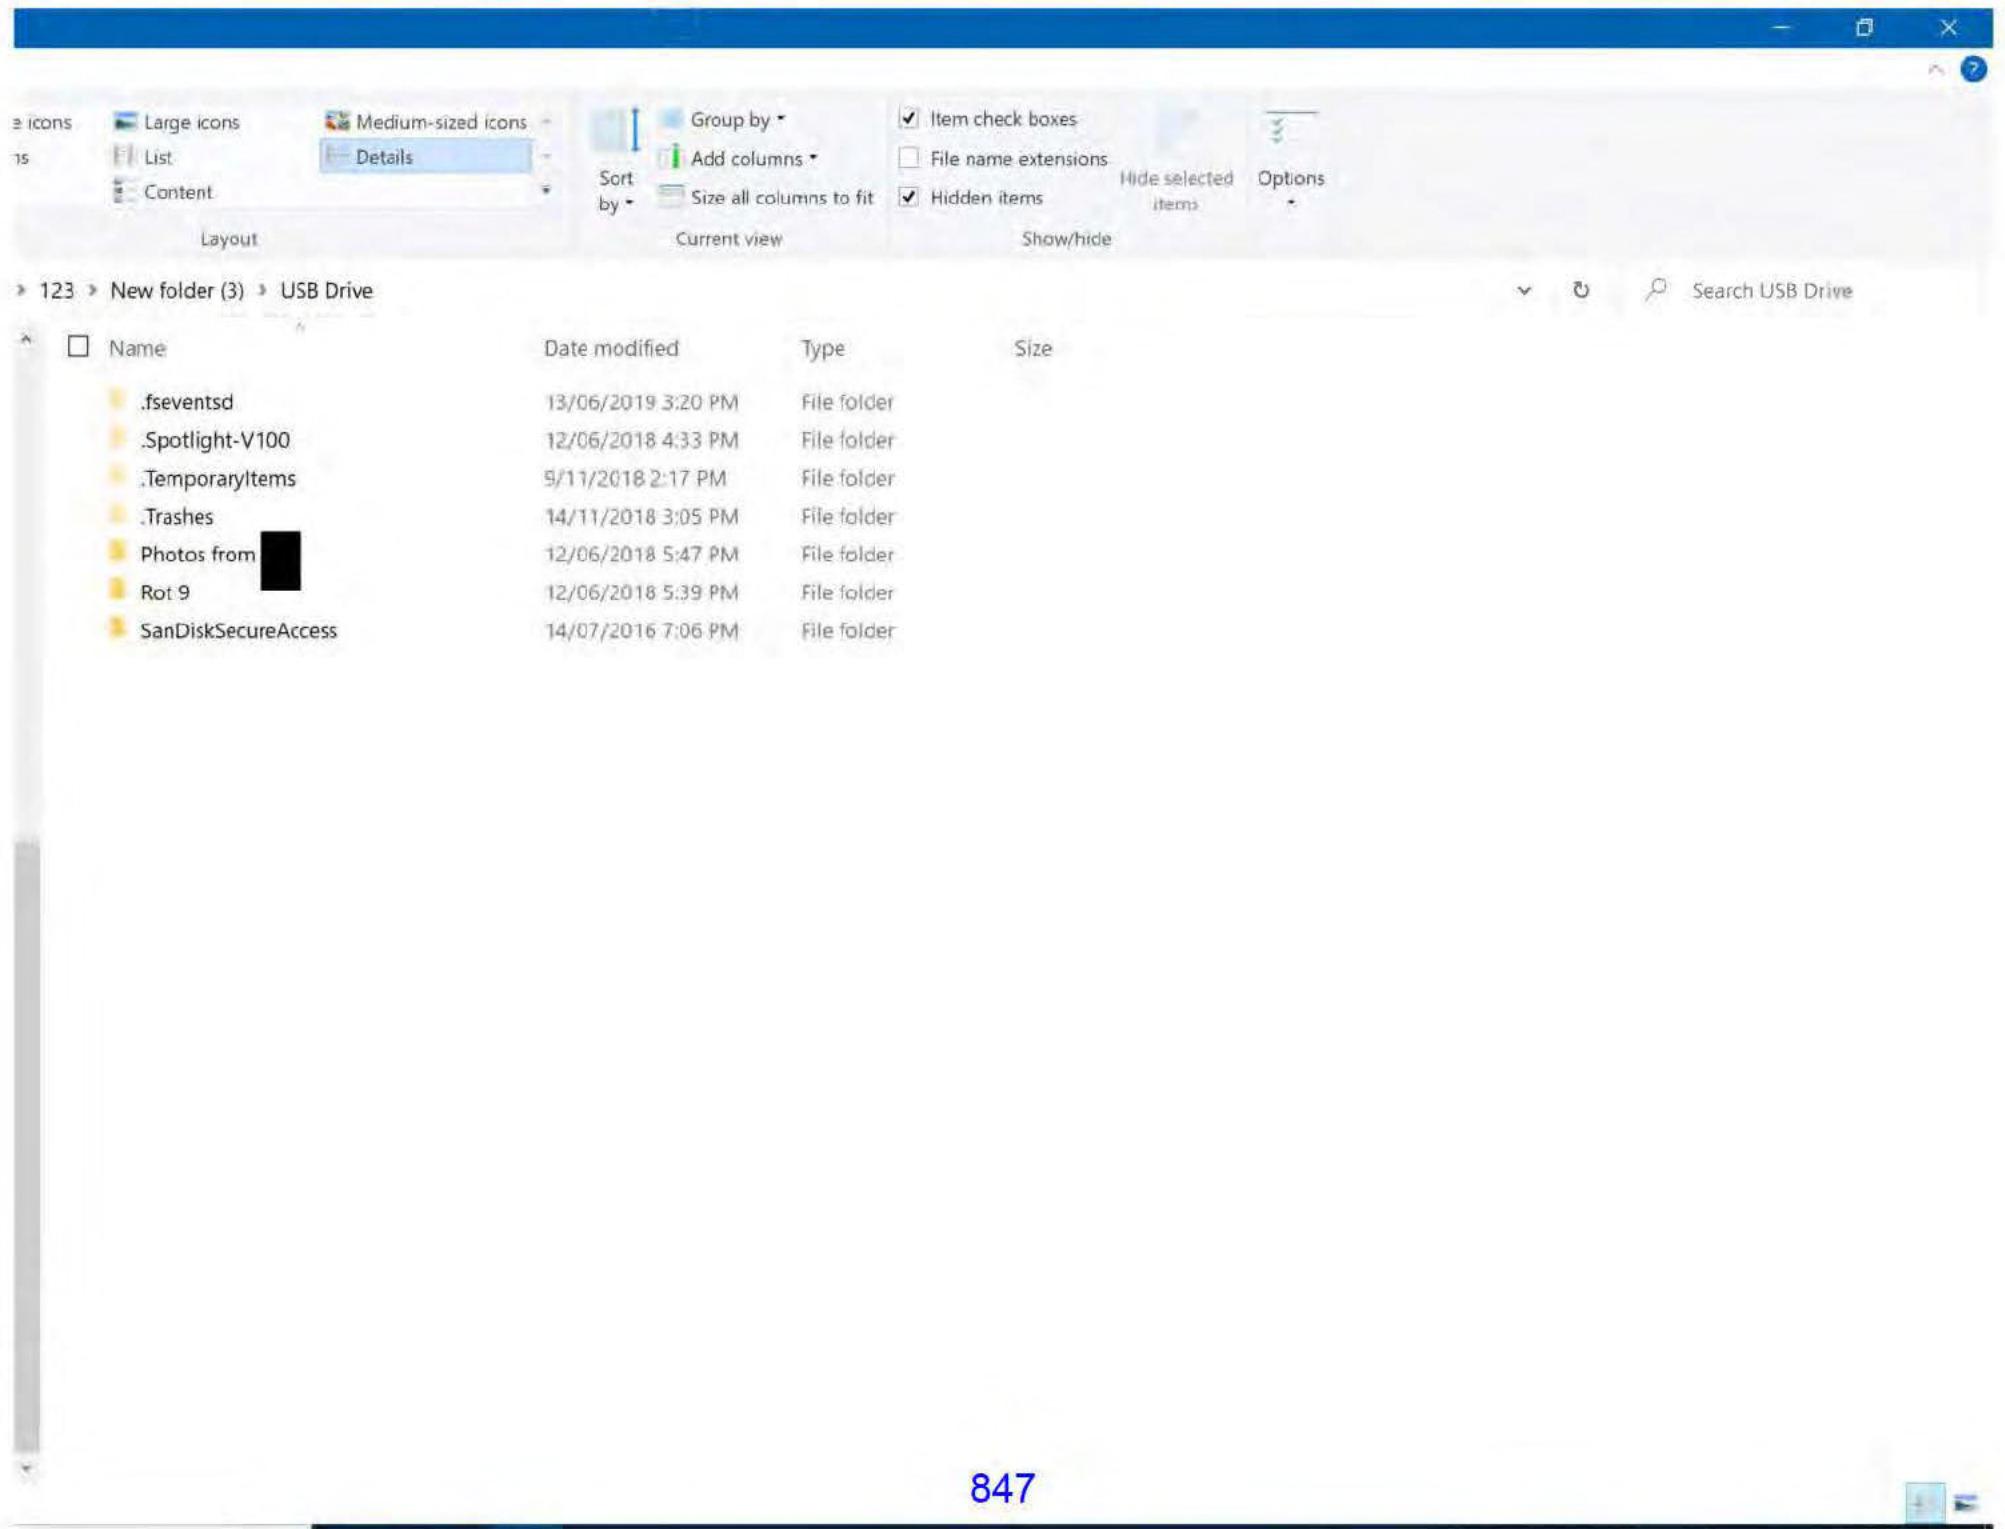 ?
e icons Large icons Medium-sized icons Group by Item check boxes
ns List Details Add columns File name extensions
Content Sort by Size all columns to fit Hidden items Hide selected items Options
Layout Current view Show/hide
123 New folder (3) USB Drive Search USB Drive
Name Date modified Type Size
.fseventsd 13/06/2019 3:20 PM File folder
.Spotlight-V100 12/06/2018 4:33 PM File folder
.TemporaryItems 9/11/2018 2:17 PM File folder
.Trashes 14/11/2018 3:05 PM File folder
Photos from 12/06/2018 5:47 PM File folder
Rot 9 12/06/2018 5:39 PM File folder
SanDiskSecureAccess 14/07/2016 7:06 PM File folder
847